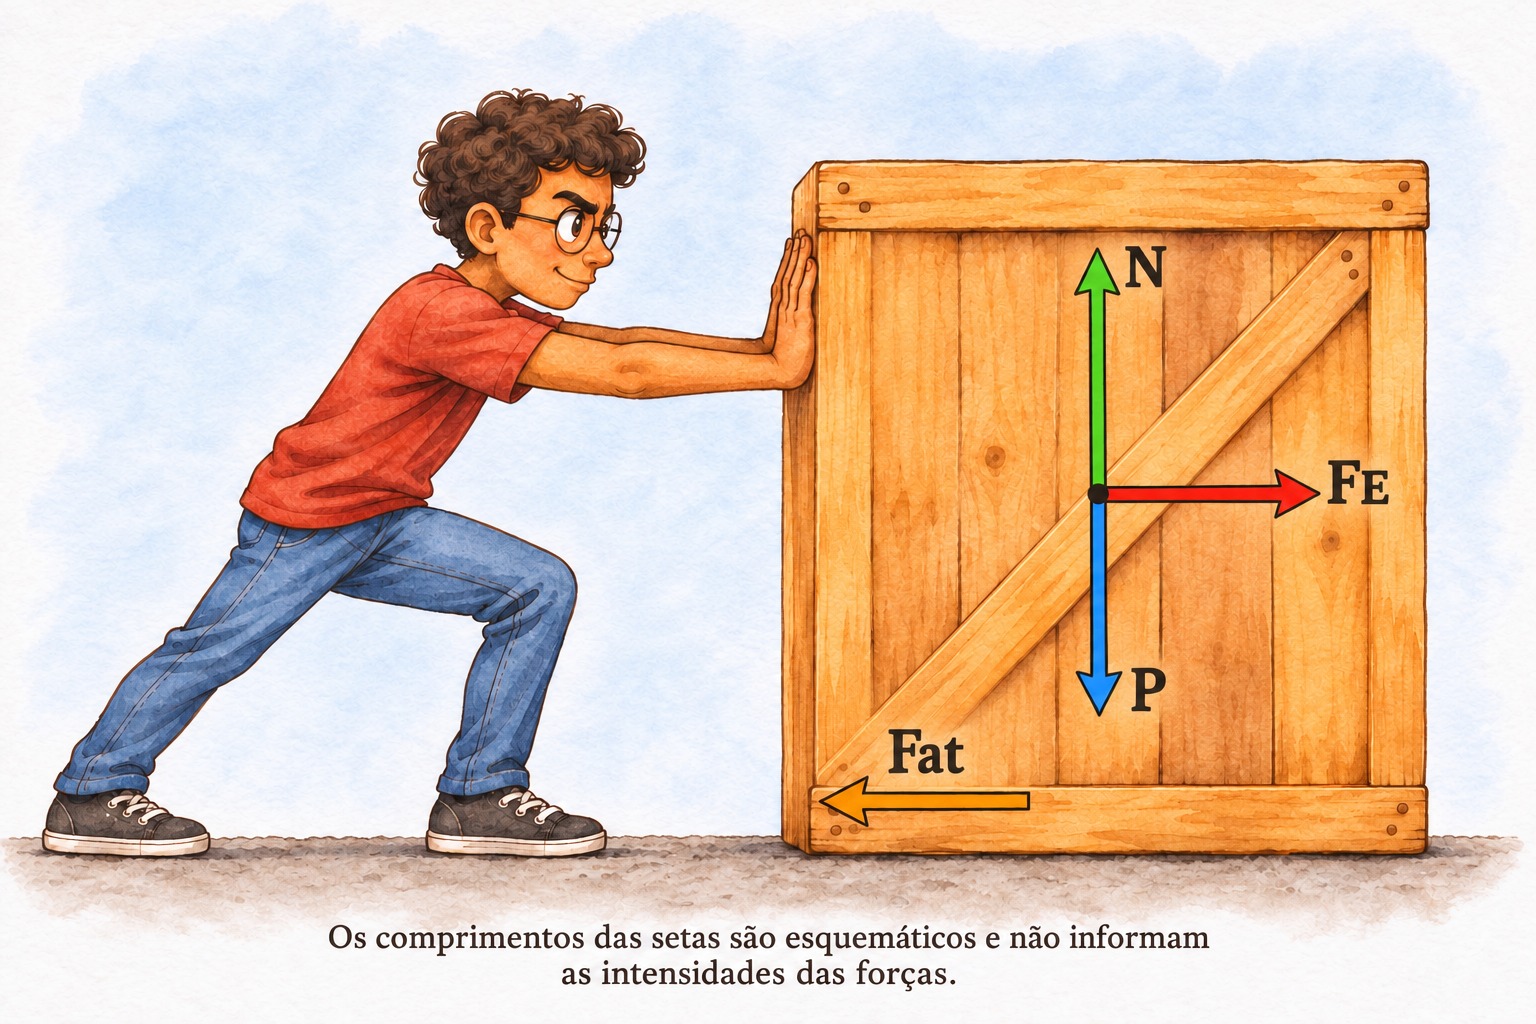 N
FE
P
Fat
Os comprimentos das setas são esquemáticos e não informam
as intensidades das forças.